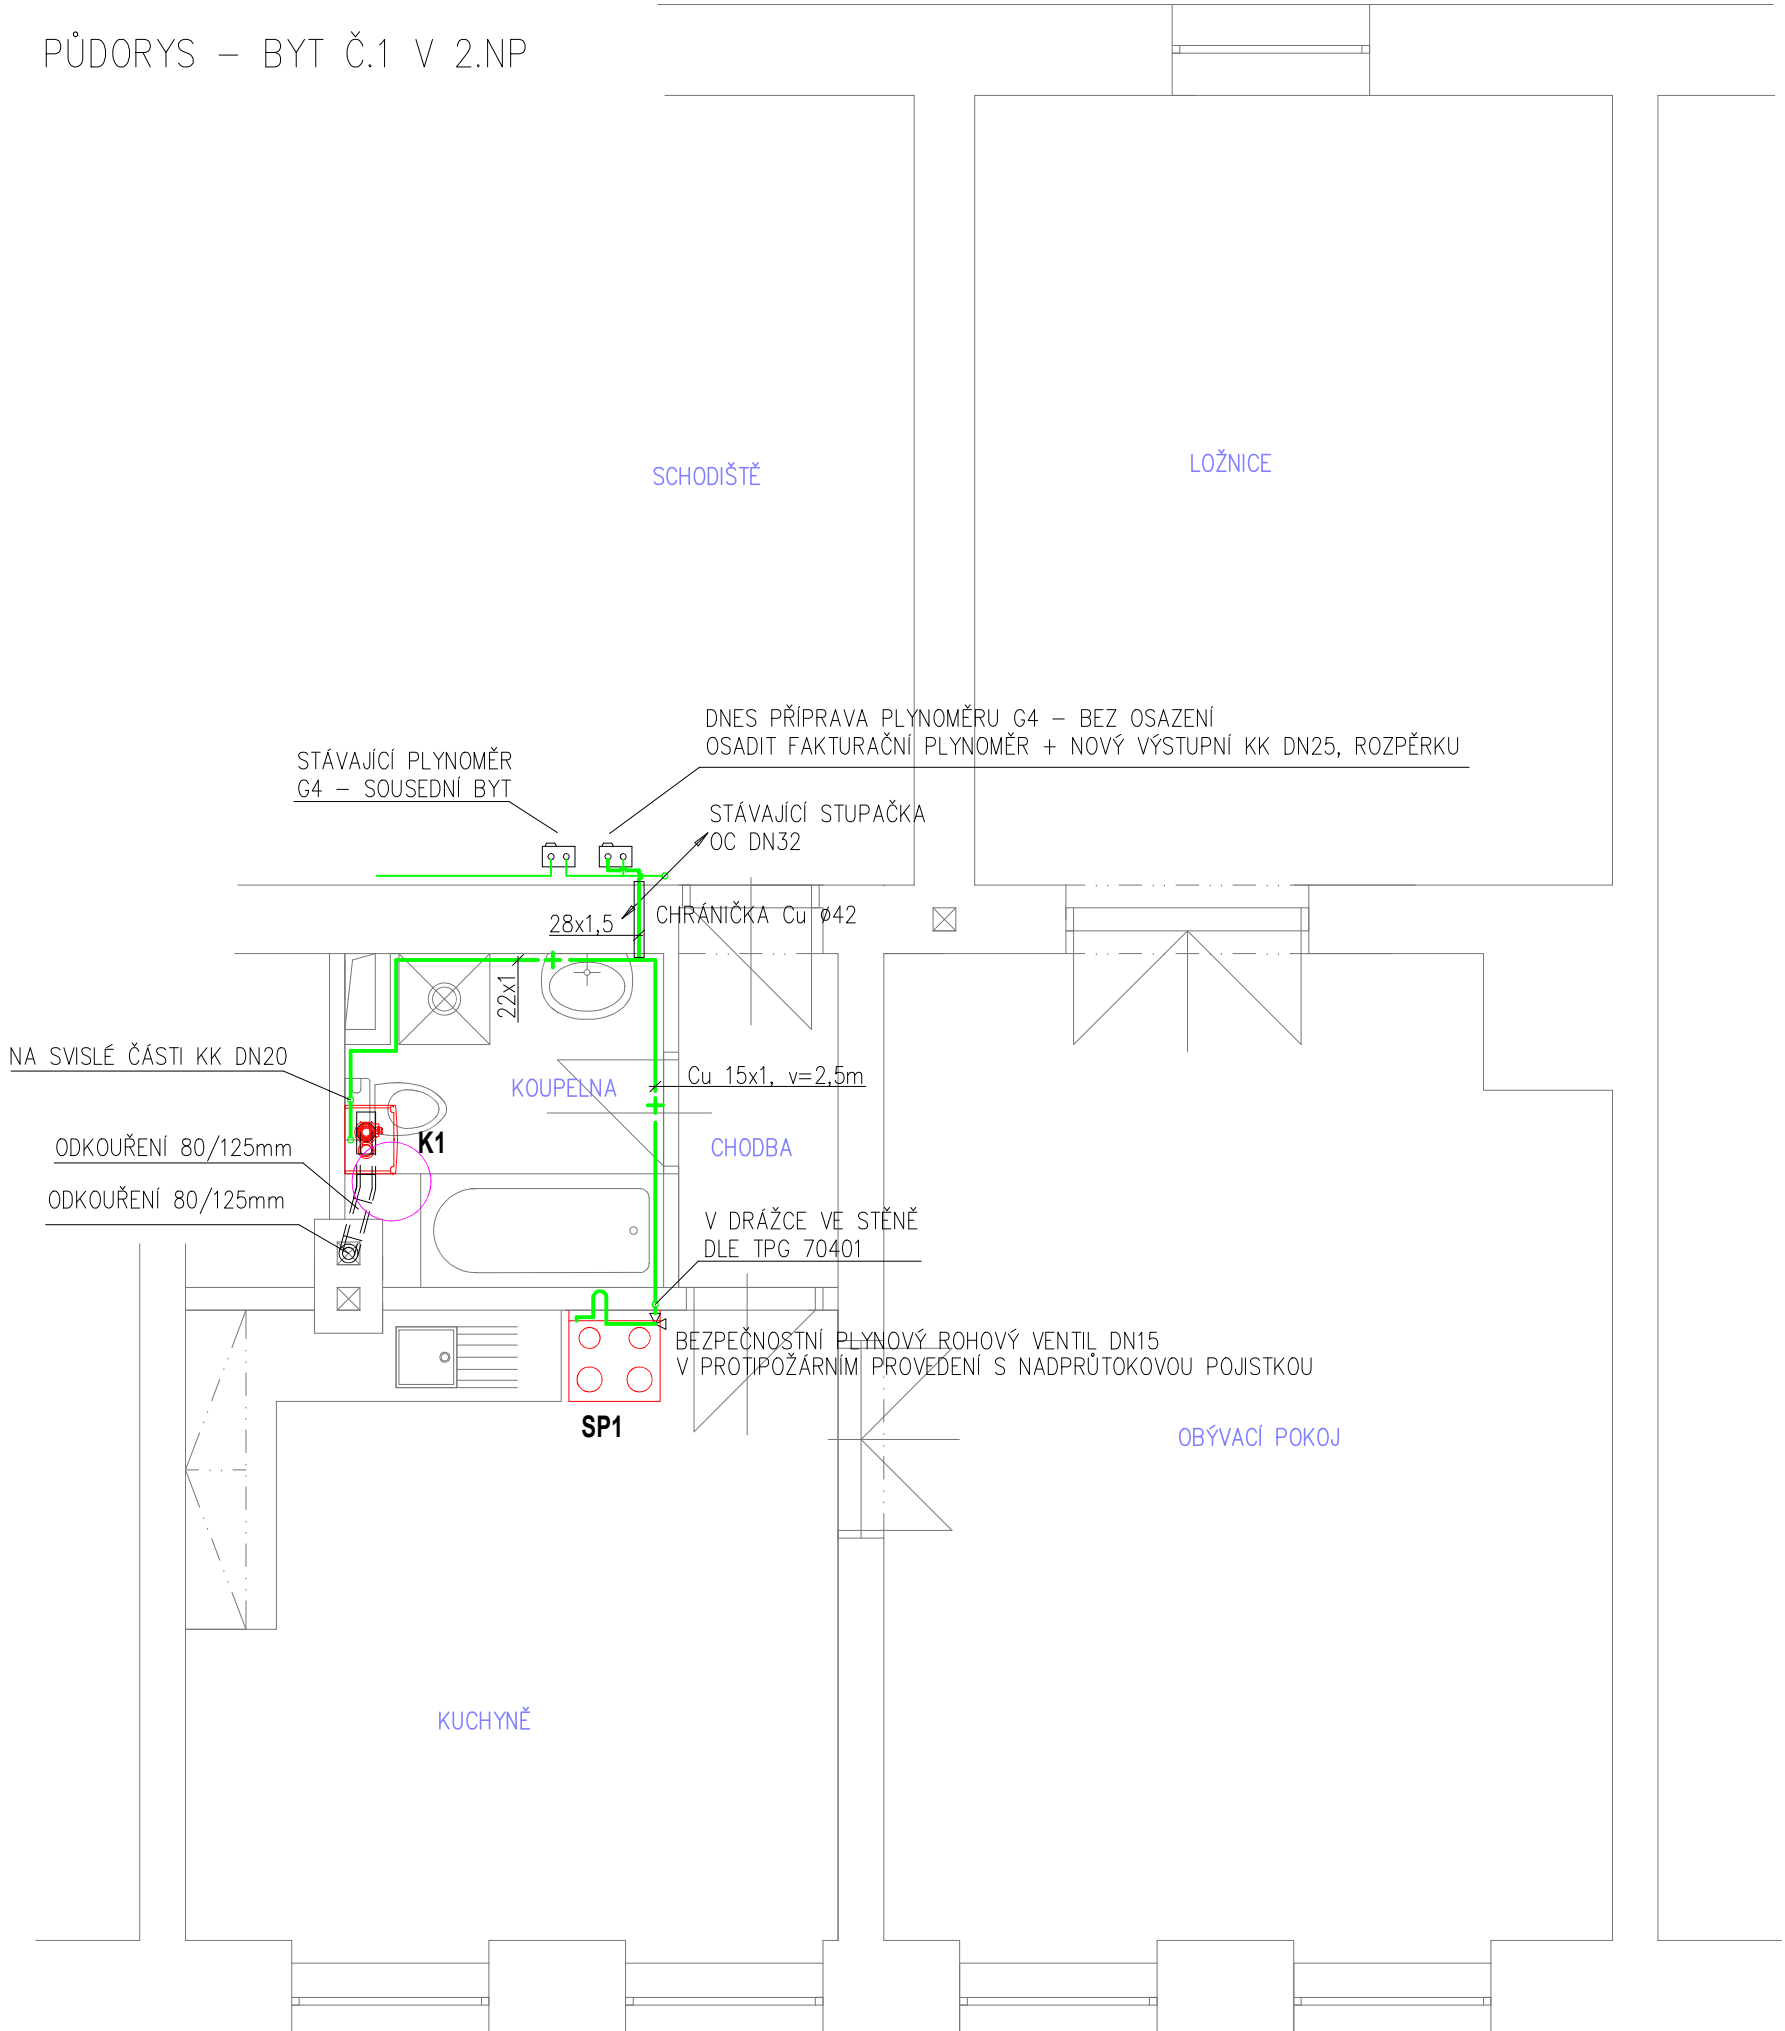 PŮDORYS – BYT Č.1 V 2.NP
SCHODIŠTĚ
LOŽNICE
DNES PŘÍPRAVA PLYNOMĚRU G4 – BEZ OSAZENÍ
OSADIT FAKTURAČNÍ PLYNOMĚR + NOVÝ VÝSTUPNÍ KK DN25, ROZPĚRKU
STÁVAJÍCÍ PLYNOMĚR
G4 – SOUSEDNÍ BYT
STÁVAJÍCÍ STUPAČKA
OC DN32
28x1,5
CHRÁNIČKA Cu ø42
22x1
NA SVISLÉ ČÁSTI KK DN20
KOUPELNA
Cu 15x1, v=2,5m
ODKOUŘENÍ 80/125mm
K1
CHODBA
ODKOUŘENÍ 80/125mm
V DRÁŽCE VE STĚNĚ
DLE TPG 70401
BEZPEČNOSTNÍ PLYNOVÝ ROHOVÝ VENTIL DN15
V PROTIPOŽÁRNÍM PROVEDENÍ S NADPRŮTOKOVOU POJISTKOU
SP1
OBÝVACÍ POKOJ
KUCHYNĚ